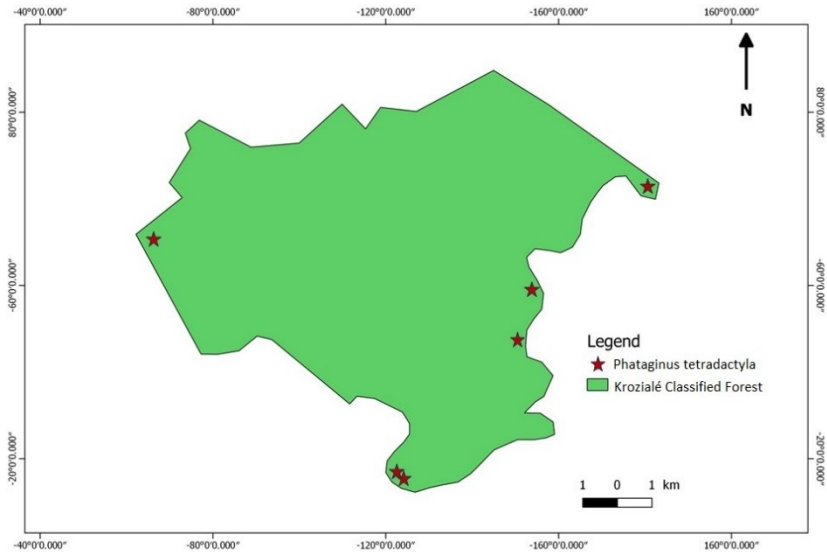 -40°0'0.000" -80°0'0.000" -120°0'0.000" -160°0'0.000" 160°0'0.000"
N
80°0'0.000" 80°0'0.000"
-60°0'0.000" -60°0'0.000"
-20°0'0.000" -20°0'0.000"
Legend
Phataginus tetradactyla
Krozialé Classified Forest
1 0 1 km
-40°0'0.000" -80°0'0.000" -120°0'0.000" -160°0'0.000" 160°0'0.000"